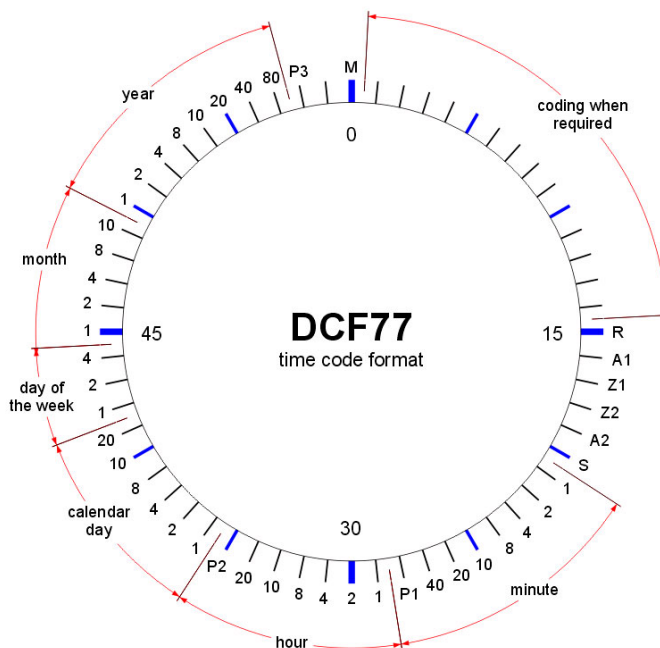 M
0
coding when
required
15
R
A1
Z1
Z2
A2
S
1
2
4
8
10
20
40
P1
minute
30
1
2
4
8
10
20
P2
hour
1
2
4
8
10
20
calendar
day
1
2
4
day of
the week
45
1
2
4
8
10
month
1
2
4
8
10
20
40
80
year
P3
DCF77
time code format